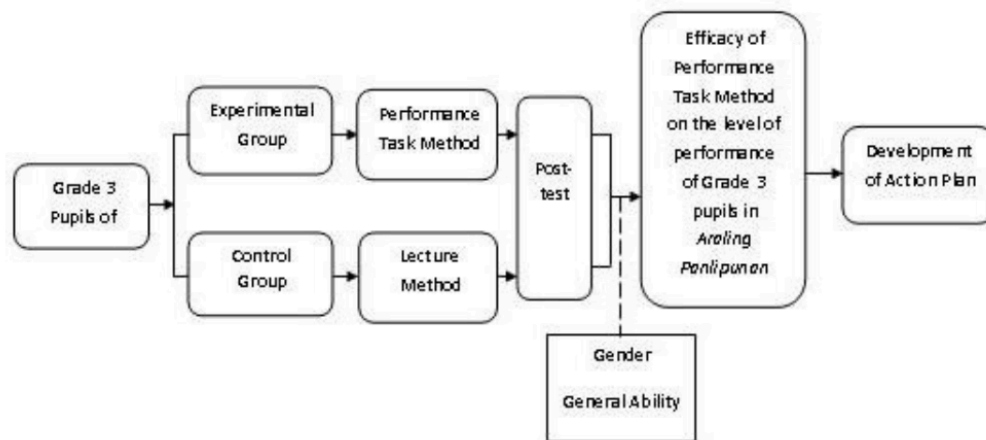 Grade 3
Pupils of
Experimental
Group
Performance
Task Method
Control
Group
Lecture
Method
Post-
test
Efficacy of
Performance
Task Method
on the level of
performance
of Grade 3
pupils in
Araling
Panlipunan
Development
of Action Plan
Gender
General Ability